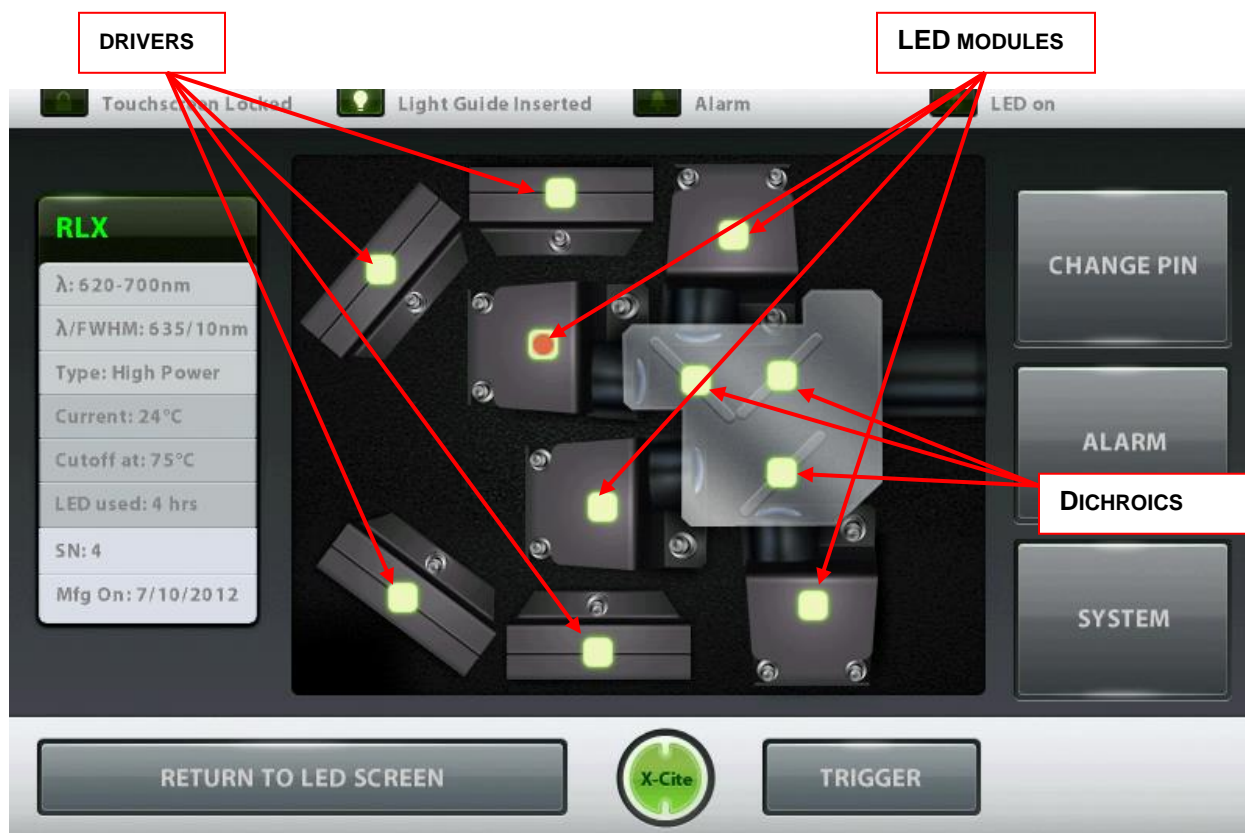 DRIVERS
LED MODULES
Touchscreen Locked
Light Guide Inserted
Alarm
LED on
RLX
λ: 620-700nm
λ/FWHM: 635/10nm
Type: High Power
Current: 24°C
Cutoff at: 75°C
LED used: 4 hrs
SN: 4
Mfg On: 7/10/2012
CHANGE PIN
ALARM
DICHROICS
SYSTEM
RETURN TO LED SCREEN
X-Cite
TRIGGER